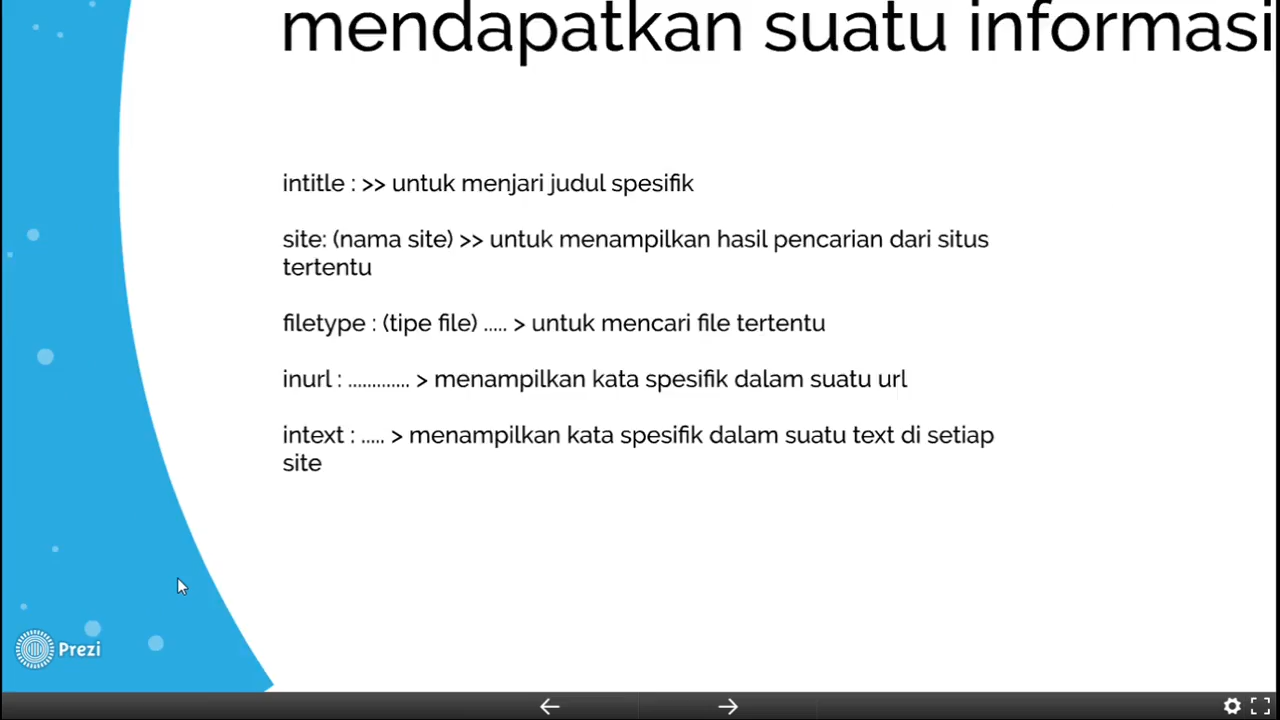 mendapatkan suatu informasi
intitle : >> untuk menjari judul spesifik
site: (nama site) >> untuk menampilkan hasil pencarian dari situs
tertentu
filetype : (tipe file) ..... > untuk mencari file tertentu
inurl : ............. > menampilkan kata spesifik dalam suatu url
intext : ..... > menampilkan kata spesifik dalam suatu text di setiap
site
Prezi